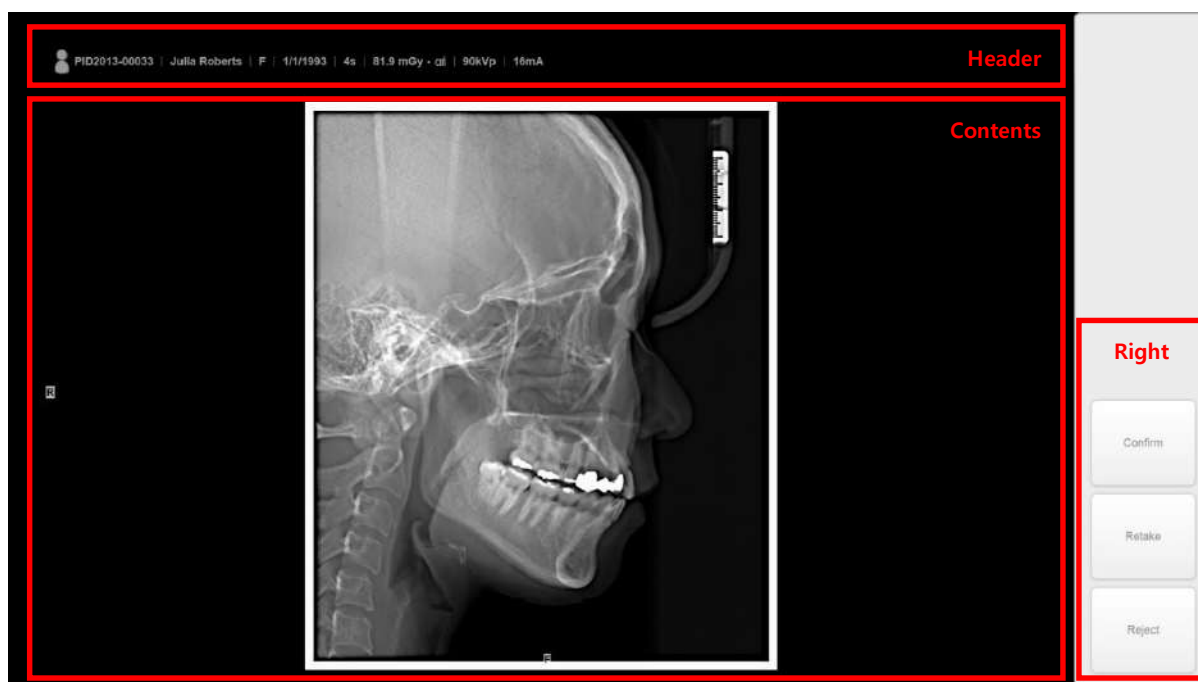 PID2013-00033 | Julia Roberts | F | 1/1/1993 | 4s | 81.9 mGy - ㎠ | 90kVp | 16mA
Header
Contents
Right
R
Confirm
Retake
Reject
F